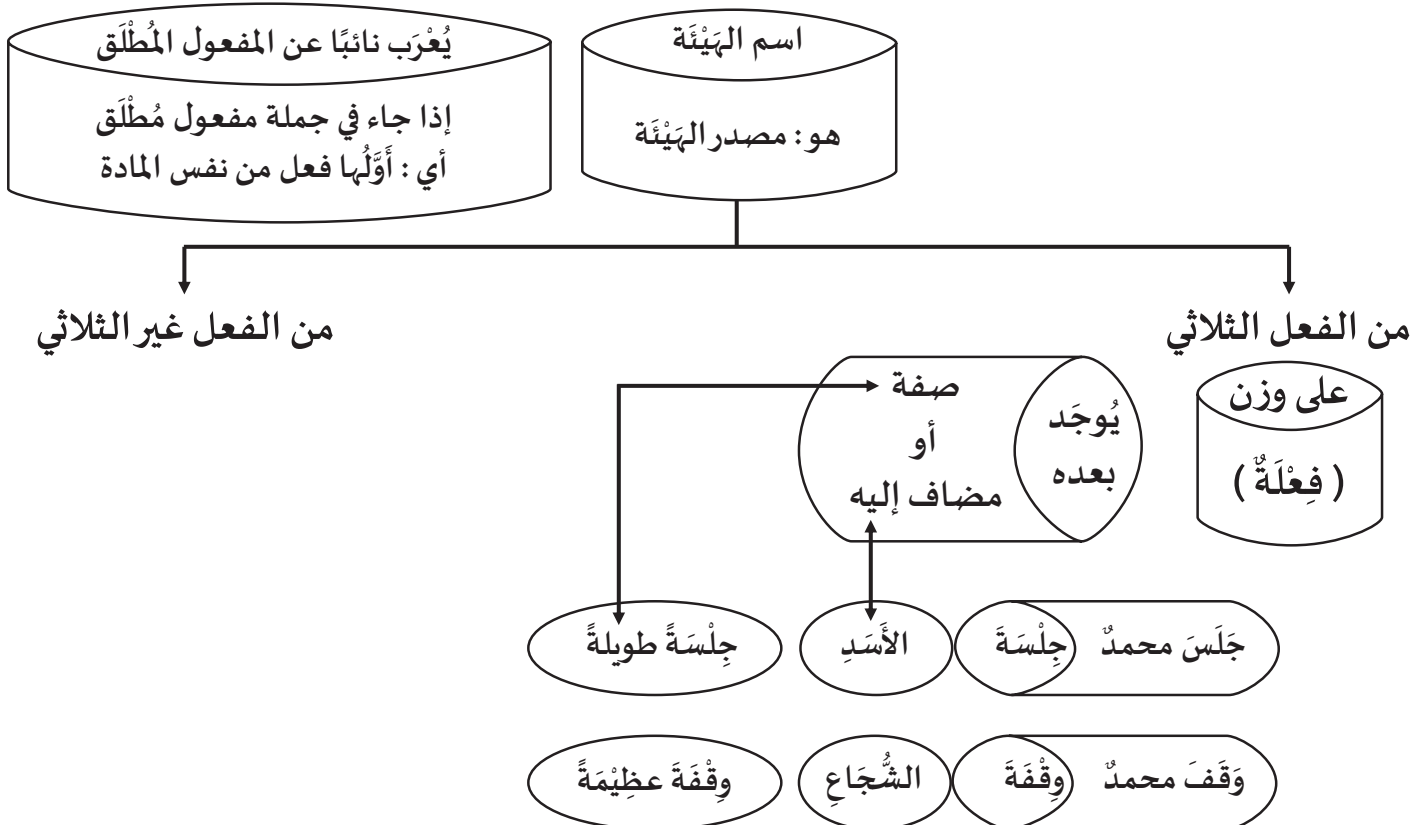 اسم الهَيْئَة
هو : مصدر الهَيْئَة
يُعْرَب نائبًا عن المفعول المُطْلَق
إذا جاء في جملة مفعول مُطْلَق
أي : أَوَّلُها فعل من نفس المادة
من الفعل الثلاثي
من الفعل غير الثلاثي
على وزن
( فِعْلَةٌ )
يُوجَد
بعده
صفة
أو
مضاف إليه
جَلَسَ محمدٌ جِلْسَةَ الأَسَدِ جِلْسَةً طويلةً
وَقَفَ محمدٌ وِقْفَةَ الشُّجَاعِ وِقْفَةَ عظِيْمَةً